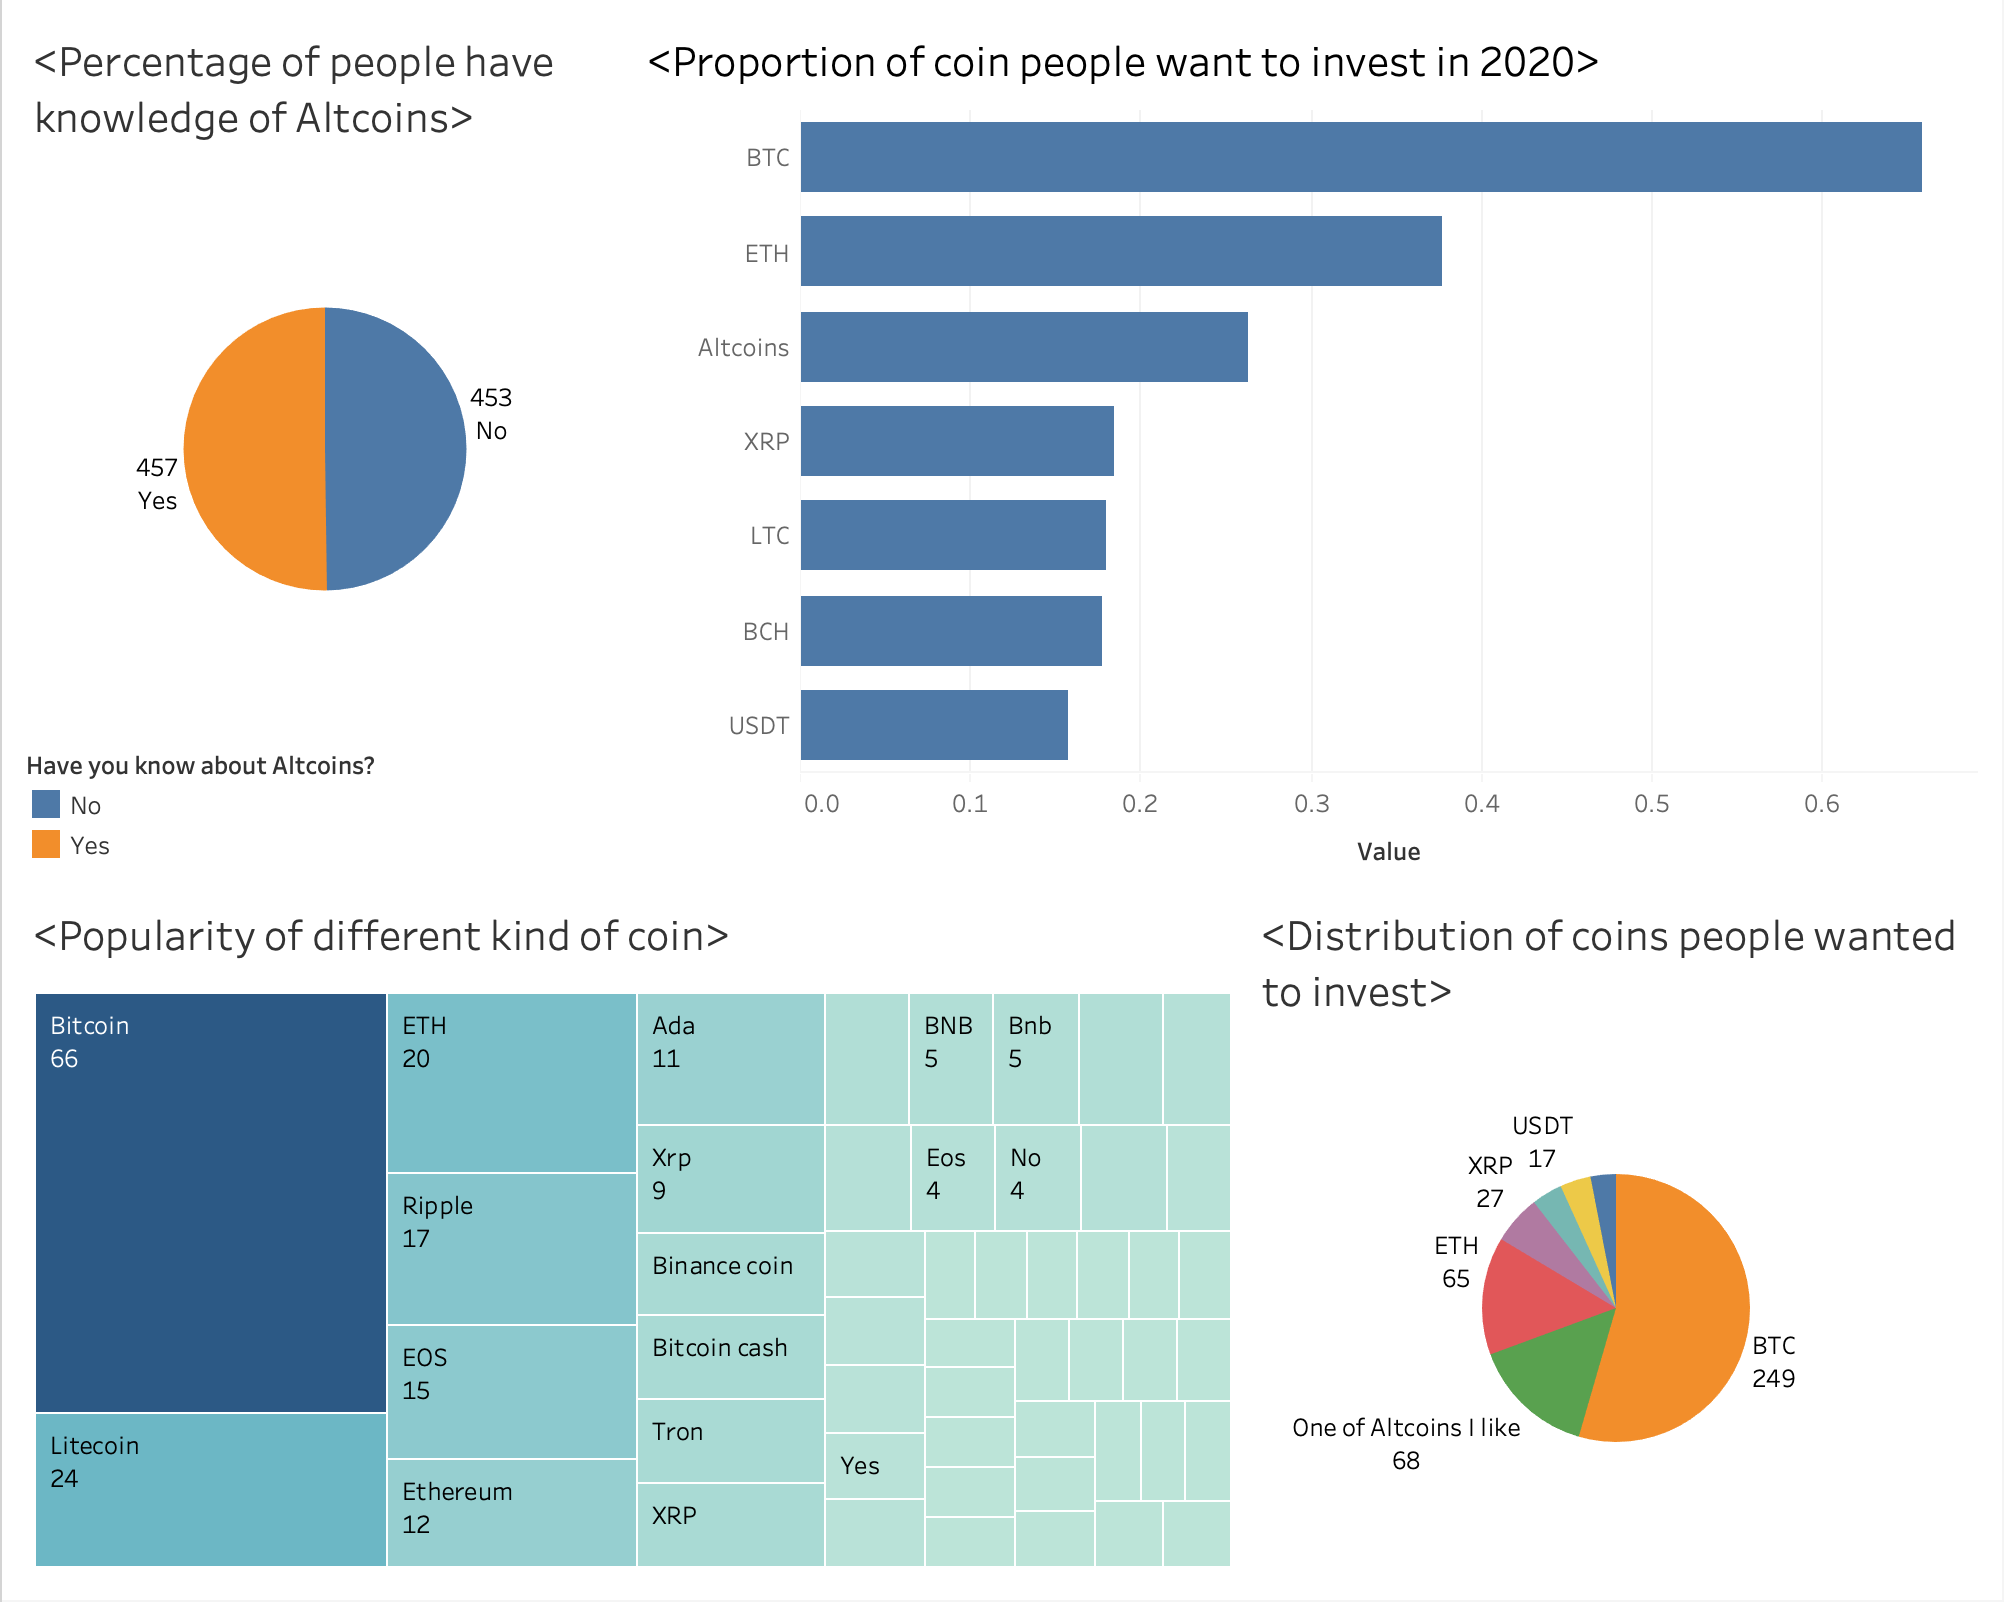 <Percentage of people have
knowledge of Altcoins>
453
No
457
Yes
Have you know about Altcoins?
No
Yes
<Proportion of coin people want to invest in 2020>
BTC
ETH
Altcoins
XRP
LTC
BCH
USDT
0.0 0.1 0.2 0.3 0.4 0.5 0.6
Value
<Popularity of different kind of coin>
Bitcoin
66
Litecoin
24
ETH
20
Ripple
17
EOS
15
Ethereum
12
Ada
11
Xrp
9
Binance coin
Bitcoin cash
Tron
XRP
BNB
5
Bnb
5
Eos
4
No
4
Yes
<Distribution of coins people wanted
to invest>
USDT
17
XRP
27
ETH
65
BTC
249
One of Altcoins I like
68